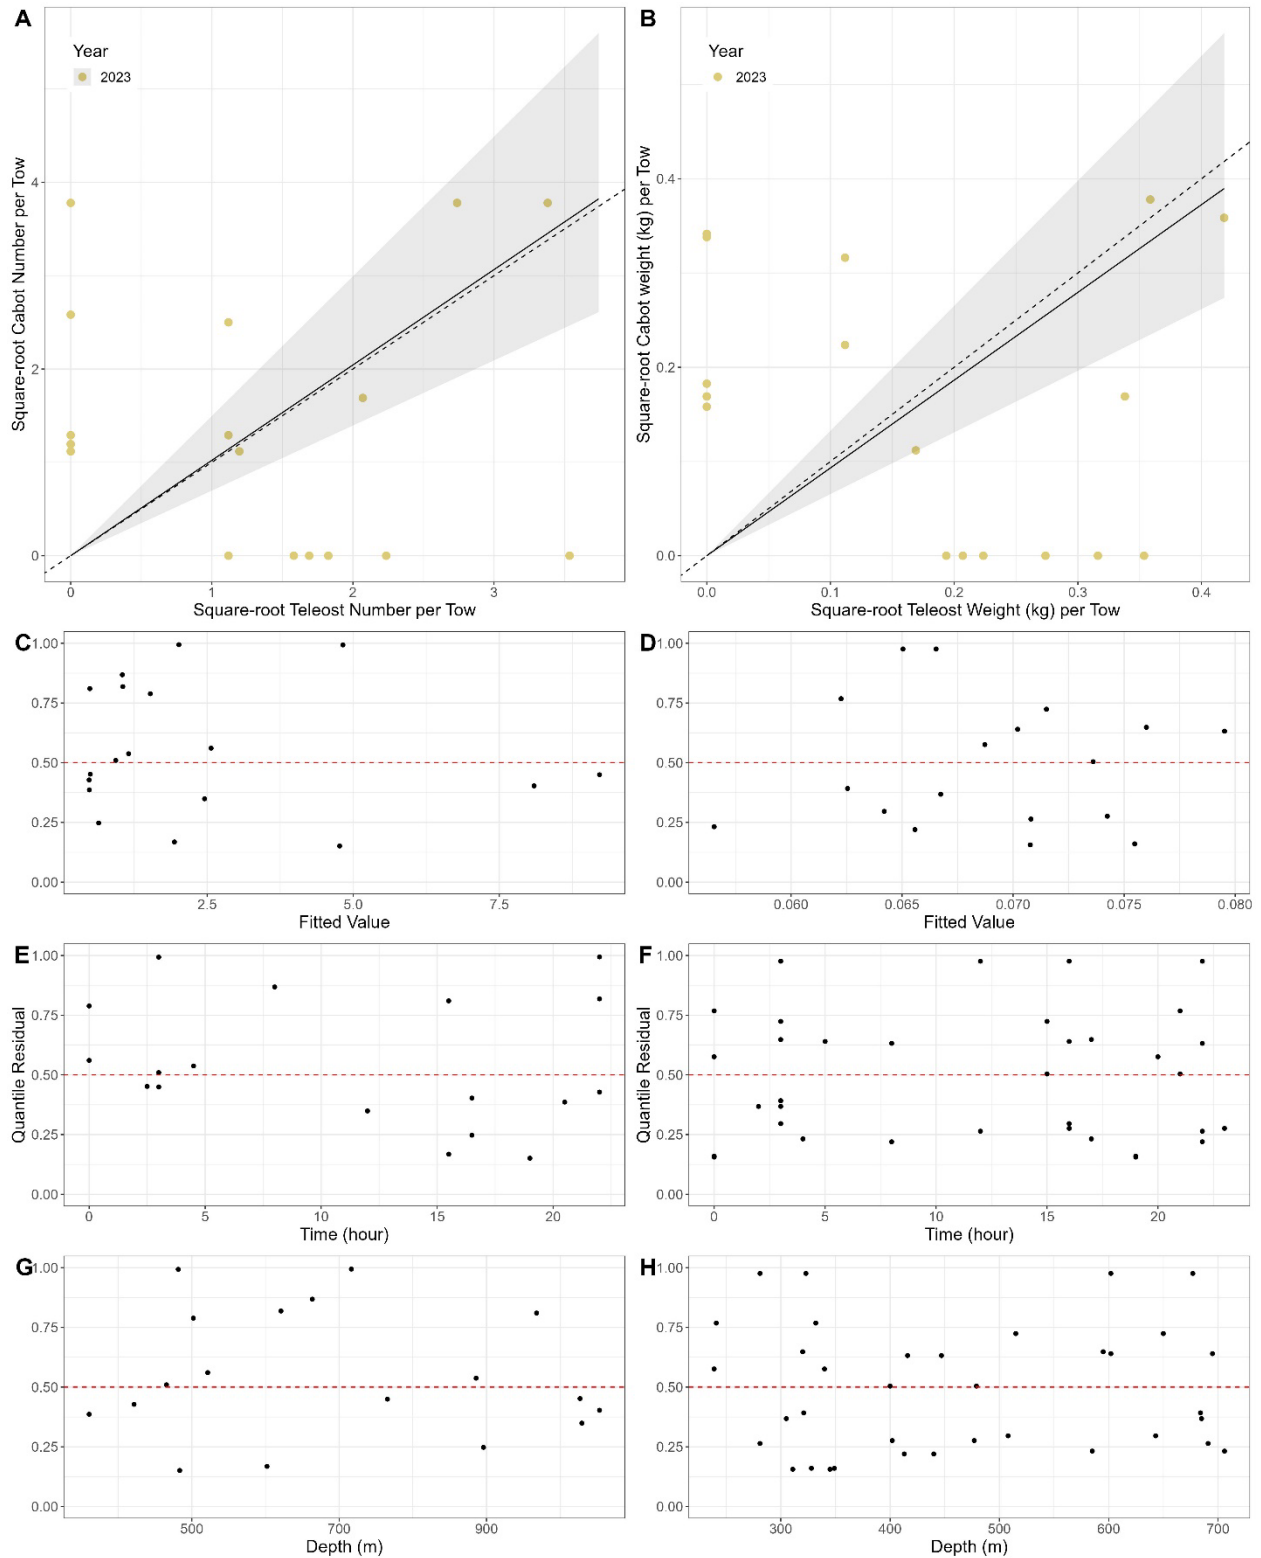 A
B
Year
2023
Year
2023
Square-root Cabot Number per Tow
Square-root Cabot weight (kg) per Tow
4
2
0
0.4
0.2
0.0
0 1 2 3
0.0 0.1 0.2 0.3 0.4
Square-root Teleost Number per Tow
Square-root Teleost Weight (kg) per Tow
C
1.00
0.75
0.50
0.25
0.00
2.5 5.0 7.5
Fitted Value
D
1.00
0.75
0.50
0.25
0.00
0.060 0.065 0.070 0.075 0.080
Fitted Value
E
Quantile Residual
1.00
0.75
0.50
0.25
0.00
0 5 10 15 20
Time (hour)
F
Quantile Residual
1.00
0.75
0.50
0.25
0.00
0 5 10 15 20
Time (hour)
G
1.00
0.75
0.50
0.25
0.00
500 700 900
Depth (m)
H
1.00
0.75
0.50
0.25
0.00
300 400 500 600 700
Depth (m)